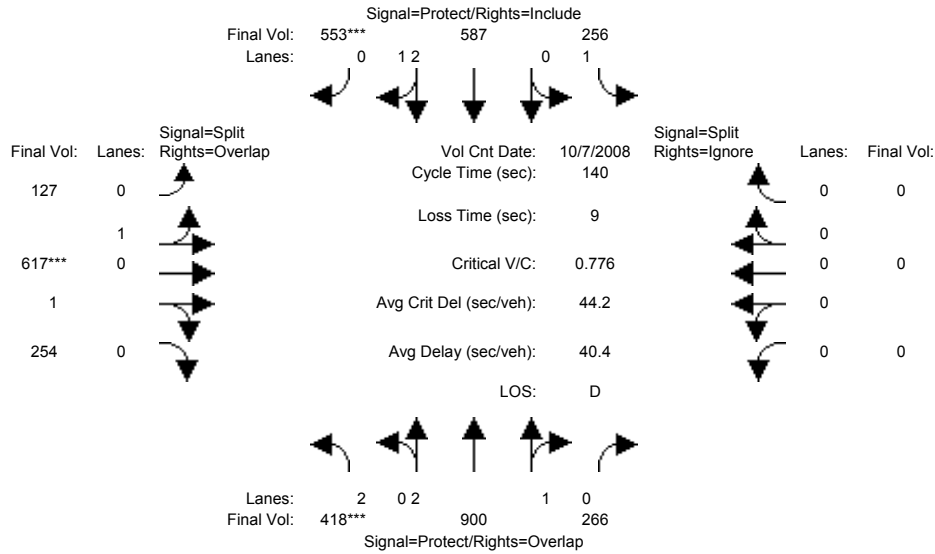 Signal=Protect/Rights=Include
Final Vol: 553*** 587 256
Lanes: 0 1 2 0 1
Signal=Split
Final Vol: Lanes: Rights=Overlap
Vol Cnt Date: 10/7/2008
Signal=Split
Rights=Ignore Lanes: Final Vol:
Cycle Time (sec): 140
127 0 0 0
Loss Time (sec): 9
1 0
617*** 0 Critical V/C: 0.776 0 0
1 Avg Crit Del (sec/veh): 44.2 0
254 0 Avg Delay (sec/veh): 40.4 0 0
LOS: D
Lanes: 2 0 2 1 0
Final Vol: 418*** 900 266
Signal=Protect/Rights=Overlap